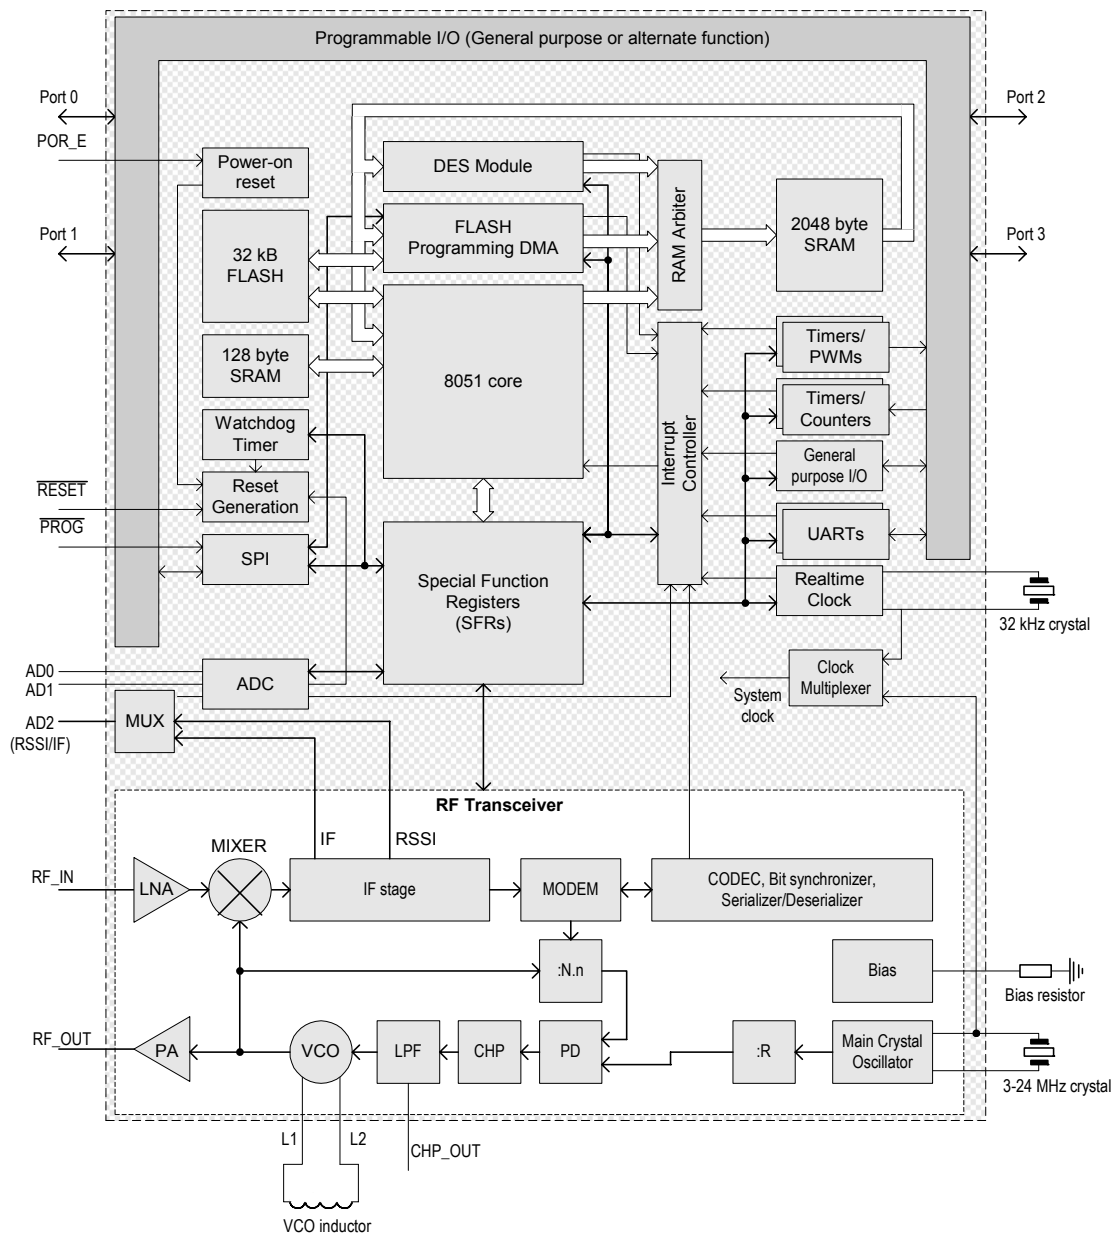 Programmable I/O (General purpose or alternate function)
Port 0
POR_E
Port 1
Port 2
Port 3
Power-on
reset
DES Module
32 kB
FLASH
FLASH
Programming DMA
RAM Arbiter
2048 byte
SRAM
128 byte
SRAM
8051 core
Interrupt
Controller
Timers/
PWMs
Timers/
Counters
General
purpose I/O
UARTs
Realtime
Clock
32 kHz crystal
Watchdog
Timer
RESET
Reset
Generation
PROG
SPI
Special Function
Registers
(SFRs)
AD0
AD1
ADC
AD2
(RSSI/IF)
MUX
System
clock
Clock
Multiplexer
RF Transceiver
IF
RSSI
MIXER
RF_IN
LNA
IF stage
MODEM
CODEC, Bit synchronizer,
Serializer/Deserializer
:N.n
Bias
Bias resistor
RF_OUT
PA
VCO
LPF
CHP
PD
:R
Main Crystal
Oscillator
3-24 MHz crystal
L1
L2
CHP_OUT
VCO inductor